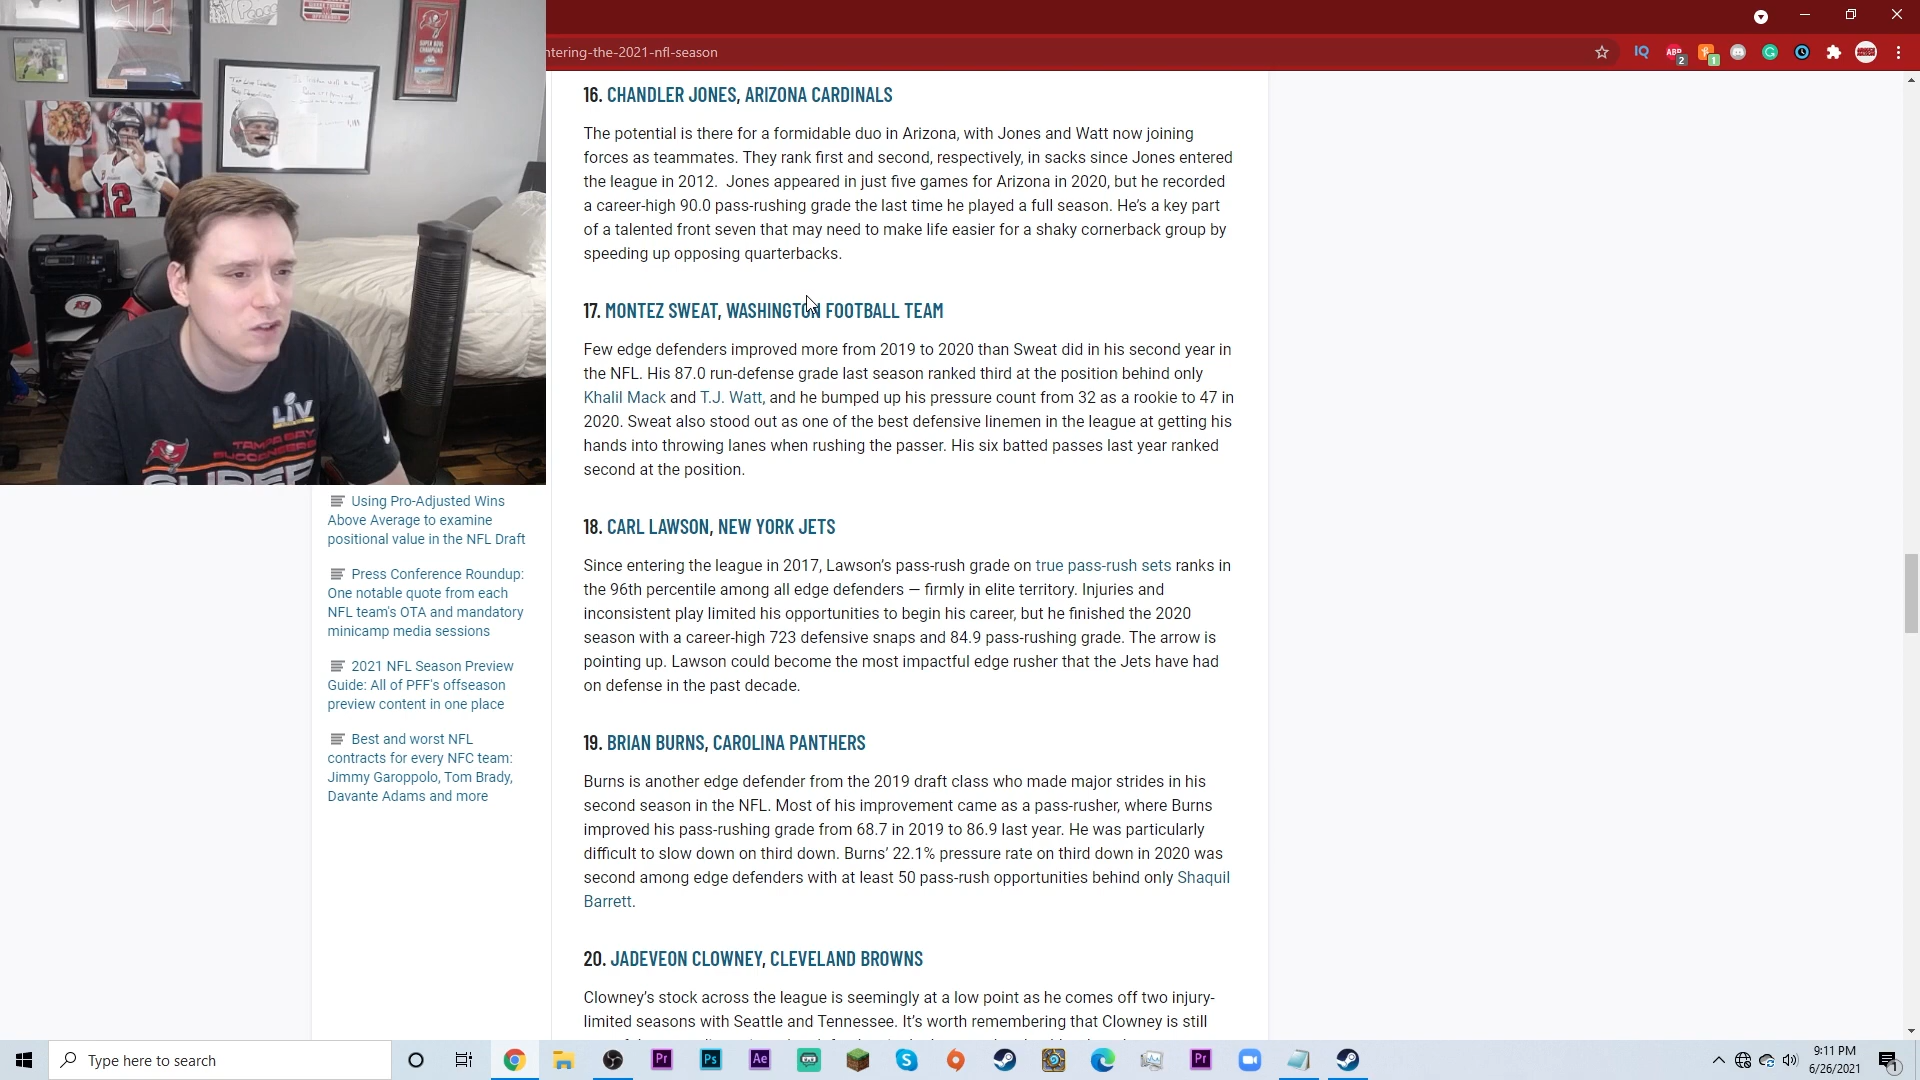 ntering-the-2021-nfl-season
ABP
2
1
16. CHANDLER JONES, ARIZONA CARDINALS
The potential is there for a formidable duo in Arizona, with Jones and Watt now joining
forces as teammates. They rank first and second, respectively, in sacks since Jones entered
the league in 2012.  Jones appeared in just five games for Arizona in 2020, but he recorded
a career-high 90.0 pass-rushing grade the last time he played a full season. He's a key part
of a talented front seven that may need to make life easier for a shaky cornerback group by
speeding up opposing quarterbacks.
17. MONTEZ SWEAT, WASHINGTON FOOTBALL TEAM
Few edge defenders improved more from 2019 to 2020 than Sweat did in his second year in
the NFL. His 87.0 run-defense grade last season ranked third at the position behind only
Khalil Mack and T.J. Watt, and he bumped up his pressure count from 32 as a rookie to 47 in
2020. Sweat also stood out as one of the best defensive linemen in the league at getting his
hands into throwing lanes when rushing the passer. His six batted passes last year ranked
second at the position.
18. CARL LAWSON, NEW YORK JETS
Since entering the league in 2017, Lawson's pass-rush grade on true pass-rush sets ranks in
the 96th percentile among all edge defenders — firmly in elite territory. Injuries and
inconsistent play limited his opportunities to begin his career, but he finished the 2020
season with a career-high 723 defensive snaps and 84.9 pass-rushing grade. The arrow is
pointing up. Lawson could become the most impactful edge rusher that the Jets have had
on defense in the past decade.
19. BRIAN BURNS, CAROLINA PANTHERS
Burns is another edge defender from the 2019 draft class who made major strides in his
second season in the NFL. Most of his improvement came as a pass-rusher, where Burns
improved his pass-rushing grade from 68.7 in 2019 to 86.9 last year. He was particularly
difficult to slow down on third down. Burns' 22.1% pressure rate on third down in 2020 was
second among edge defenders with at least 50 pass-rush opportunities behind only Shaquil
Barrett.
20. JADEVEON CLOWNEY, CLEVELAND BROWNS
Clowney's stock across the league is seemingly at a low point as he comes off two injury-
limited seasons with Seattle and Tennessee. It's worth remembering that Clowney is still
Using Pro-Adjusted Wins
Above Average to examine
positional value in the NFL Draft
Press Conference Roundup:
One notable quote from each
NFL team's OTA and mandatory
minicamp media sessions
2021 NFL Season Preview
Guide: All of PFF's offseason
preview content in one place
Best and worst NFL
contracts for every NFC team:
Jimmy Garoppolo, Tom Brady,
Davante Adams and more
12
LIV
TAMPA BAY
BUCCANEERS
SUPER
Type here to search
Pr
Ps
Ae
Pr
9:11 PM
6/26/2021
1